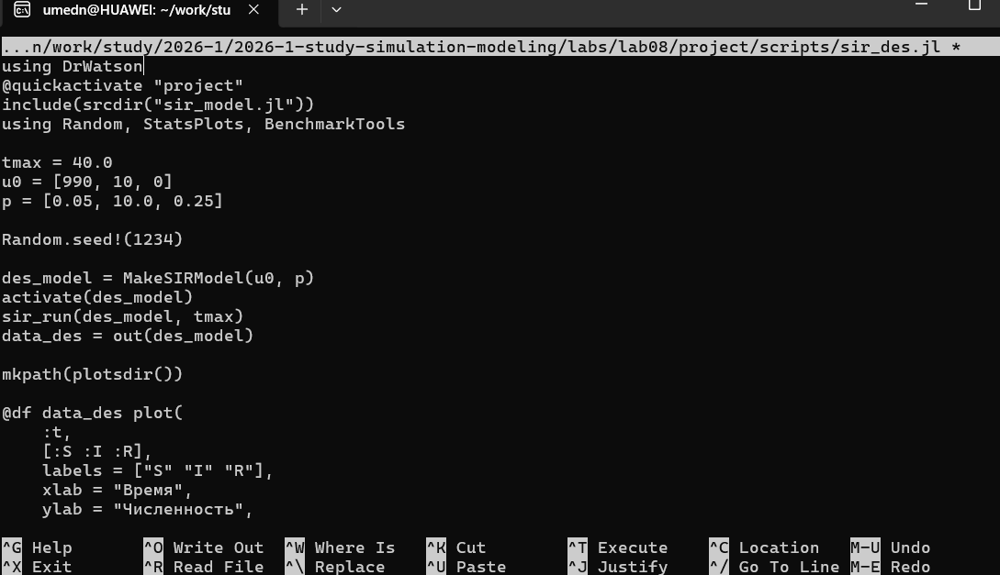 umedn@HUAWEI: ~/work/stu
...n/work/study/2026-1/2026-1-study-simulation-modeling/labs/lab08/project/scripts/sir_des.jl *
using DrWatson
@quickactivate "project"
include(srcdir("sir_model.jl"))
using Random, StatsPlots, BenchmarkTools
tmax = 40.0
u0 = [990, 10, 0]
p = [0.05, 10.0, 0.25]
Random.seed!(1234)
des_model = MakeSIRModel(u0, p)
activate(des_model)
sir_run(des_model, tmax)
data_des = out(des_model)
mkpath(plotsdir())
@df data_des plot(
    :t,
    [:S :I :R],
    labels = ["S" "I" "R"],
    xlab = "Время",
    ylab = "Численность",
^G Help ^O Write Out ^W Where Is ^K Cut ^T Execute ^C Location M-U Undo
^X Exit ^R Read File ^\ Replace ^U Paste ^J Justify ^/ Go To Line M-E Redo